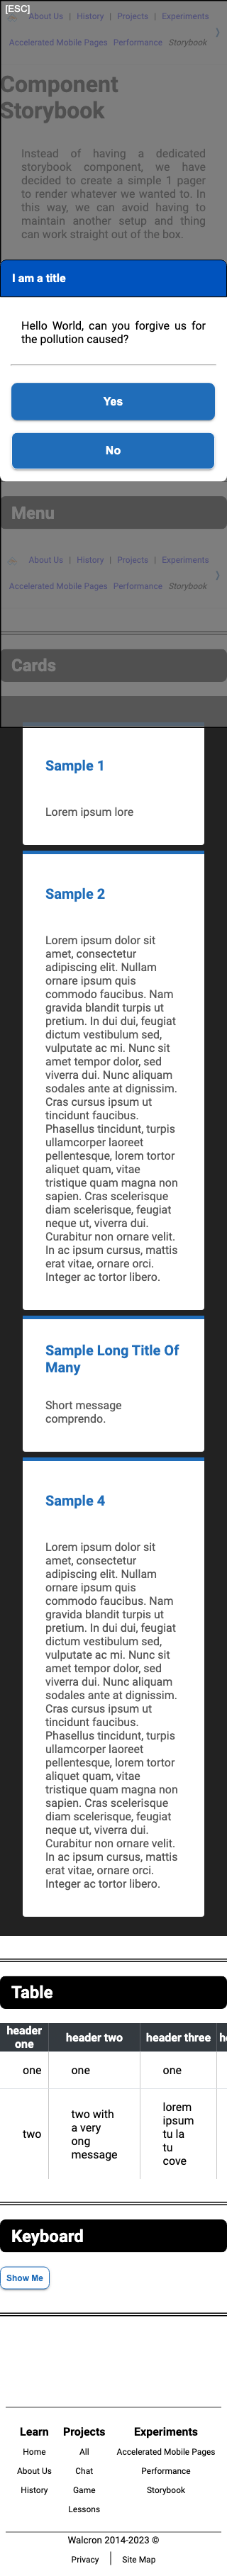 [ESC]
About Us | History | Projects | Experiments
Accelerated Mobile Pages Performance Storybook
Component
Storybook
Instead of having a dedicated
storybook component, we have
decided to create a simple 1 pager
to render whatever we wanted to. In
this way, we can avoid having to
maintain another setup and thing
can work straight out of the box.
I am a title
Hello World, can you forgive us for
the pollution caused?
Yes
No
Menu
About Us | History | Projects | Experiments
Accelerated Mobile Pages Performance Storybook
Cards
Sample 1
Lorem ipsum lore
Sample 2
Lorem ipsum dolor sit
amet, consectetur
adipiscing elit. Nullam
ornare ipsum quis
commodo faucibus. Nam
gravida blandit turpis ut
pretium. In dui dui, feugiat
dictum vestibulum sed,
vulputate ac mi. Nunc sit
amet tempor dolor, sed
viverra dui. Nunc aliquam
sodales ante at dignissim.
Cras cursus ipsum ut
tincidunt faucibus.
Phasellus tincidunt, turpis
ullamcorper laoreet
pellentesque, lorem tortor
aliquet quam, vitae
tristique quam magna non
sapien. Cras scelerisque
diam scelerisque, feugiat
neque ut, viverra dui.
Curabitur non ornare velit.
In ac ipsum cursus, mattis
erat vitae, ornare orci.
Integer ac tortor libero.
Sample Long Title Of
Many
Short message
comprendo.
Sample 4
Lorem ipsum dolor sit
amet, consectetur
adipiscing elit. Nullam
ornare ipsum quis
commodo faucibus. Nam
gravida blandit turpis ut
pretium. In dui dui, feugiat
dictum vestibulum sed,
vulputate ac mi. Nunc sit
amet tempor dolor, sed
viverra dui. Nunc aliquam
sodales ante at dignissim.
Cras cursus ipsum ut
tincidunt faucibus.
Phasellus tincidunt, turpis
ullamcorper laoreet
pellentesque, lorem tortor
aliquet quam, vitae
tristique quam magna non
sapien. Cras scelerisque
diam scelerisque, feugiat
neque ut, viverra dui.
Curabitur non ornare velit.
In ac ipsum cursus, mattis
erat vitae, ornare orci.
Integer ac tortor libero.
Table
header one header two header three
one one one
two two with a very ong message lorem ipsum tu la tu cove
Keyboard
Show Me
Learn Projects Experiments
Home All Accelerated Mobile Pages
About Us Chat Performance
History Game Storybook
Lessons
Walcron 2014-2023 ©
Privacy | Site Map